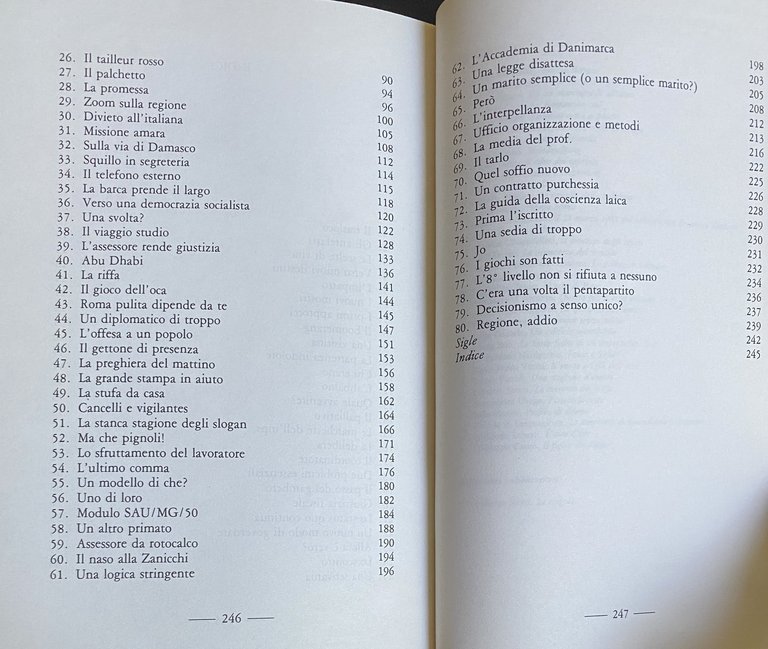 26. Il tailleur rosso 90
27. Il palchetto 94
28. La promessa 96
29. Zoom sulla regione 100
30. Divieto all'italiana 105
31. Missione amara 108
32. Sulla via di Damasco 112
33. Squillo in segreteria 114
34. Il telefono esterno 115
35. La barca prende il largo 118
36. Verso una democrazia socialista 120
37. Una svolta? 122
38. Il viaggio studio 128
39. L'assessore rende giustizia 133
40. Abu Dhabi 136
41. La riffa 141
42. Il gioco dell'oca 144
43. Roma pulita dipende da te 145
44. Un diplomatico di troppo 147
45. L'offesa a un popolo 151
46. Il gettone di presenza 153
47. La preghiera del mattino 156
48. La grande stampa in aiuto 158
49. La stufa da casa 162
50. Cancelli e vigilantes 164
51. La stanca stagione degli slogan 166
52. Ma che pignoli! 171
53. Lo sfruttamento del lavoratore 174
54. L'ultimo comma 176
55. Un modello di che? 180
56. Uno di loro 182
57. Modulo SAU/MG/50 184
58. Un altro primato 188
59. Assessore da rotocalco 190
60. Il naso alla Zanicchi 194
61. Una logica stringente 196
— 246 —
62. L'Accademia di Danimarca 198
63. Una legge disattesa 203
64. Un marito semplice (o un semplice marito?) 205
65. Però 208
66. L'interpellanza 212
67. Ufficio organizzazione e metodi 213
68. La media del prof. 216
69. Il tarlo 222
70. Quel soffio nuovo 225
71. Un contratto purchessia 226
72. La guida della coscienza laica 228
73. Prima l'iscritto 229
74. Una sedia di troppo 230
75. Jo 231
76. I giochi son fatti 232
77. L'8° livello non si rifiuta a nessuno 234
78. C'era una volta il pentapartito 236
79. Decisionismo a senso unico? 237
80. Regione, addio 239
Sigle 242
Indice 245
— 247 —